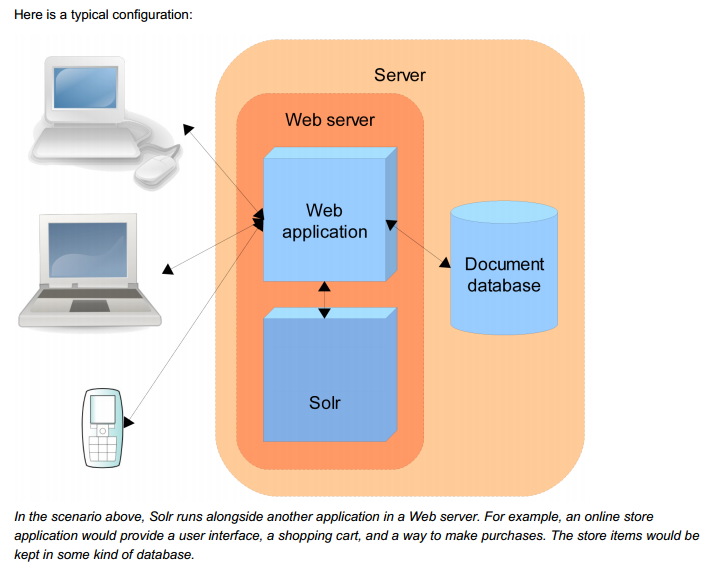 Here is a typical configuration:
Server
Web server
Web
application
Document
database
Solr
In the scenario above, Solr runs alongside another application in a Web server. For example, an online store
application would provide a user interface, a shopping cart, and a way to make purchases. The store items would be
kept in some kind of database.